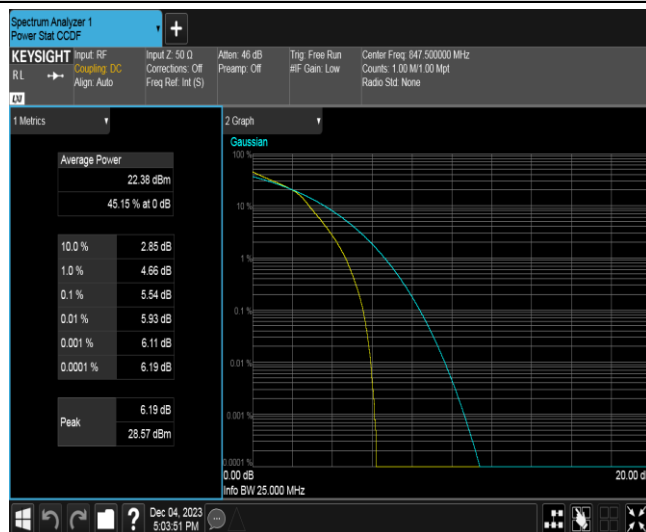 Spectrum Analyzer 1
Power Stat CCDF
+
KEYSIGHT
RL
LXI
Input: RF
Coupling: DC
Align: Auto
Input Z: 50 Ω
Corrections: Off
Freq Ref: Int (S)
Atten: 46 dB
Preamp: Off
Trig: Free Run
#IF Gain: Low
Center Freq: 847.500000 MHz
Counts: 1.00 M/1.00 Mpt
Radio Std: None
1 Metrics
Average Power
22.38 dBm
45.15 % at 0 dB
10.0 % 2.85 dB
1.0 % 4.66 dB
0.1 % 5.54 dB
0.01 % 5.93 dB
0.001 % 6.11 dB
0.0001 % 6.19 dB
Peak
6.19 dB
28.57 dBm
2 Graph
Gaussian
100 %
10 %
1 %
0.1 %
0.01 %
0.001 %
0.0001 %
0.00 dB
20.00 d
Info BW 25.000 MHz
?
Dec 04, 2023
5:03:51 PM